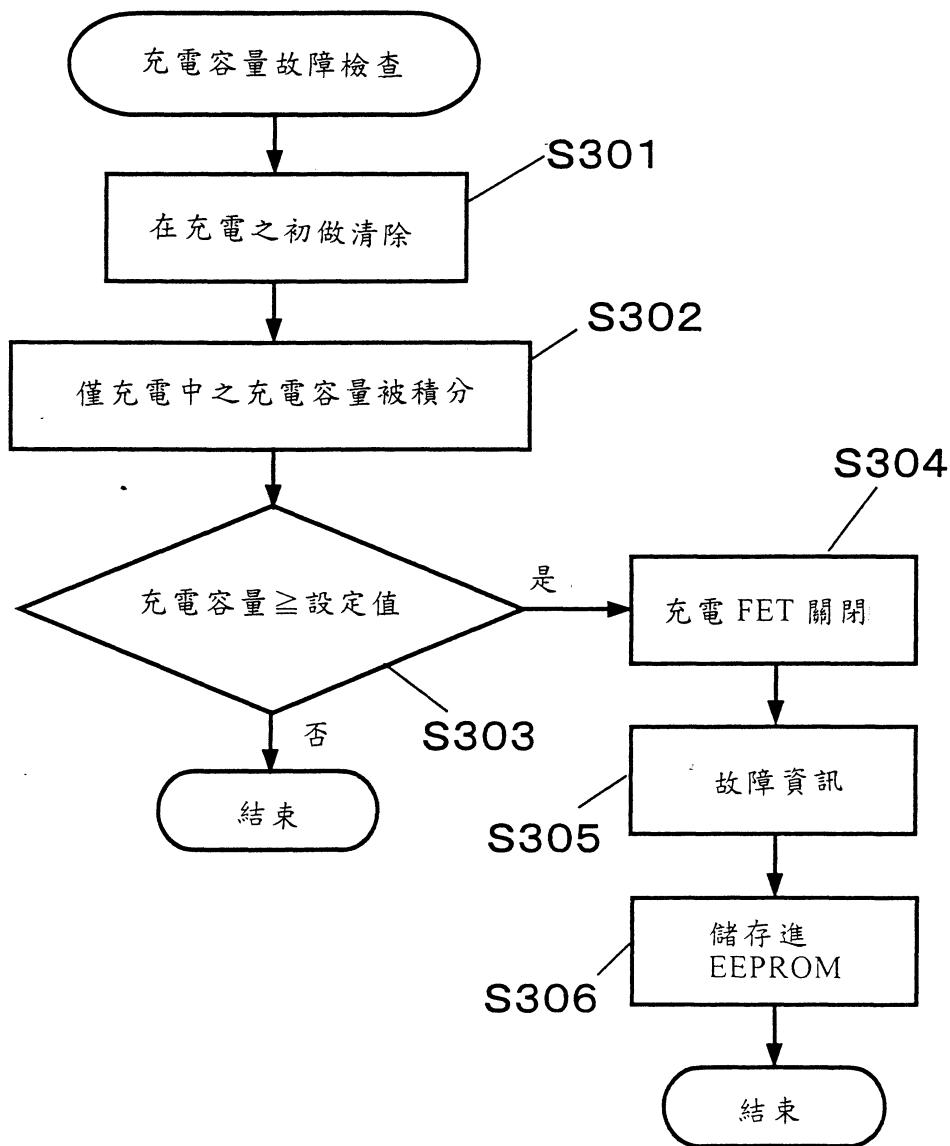 充電容量故障檢查
S301
在充電之初做清除
S302
僅充電中之充電容量被積分
S304
充電容量≧設定值
是
充電 FET 關閉
S303
否
結束
故障資訊
S305
儲存進
EEPROM
S306
結束